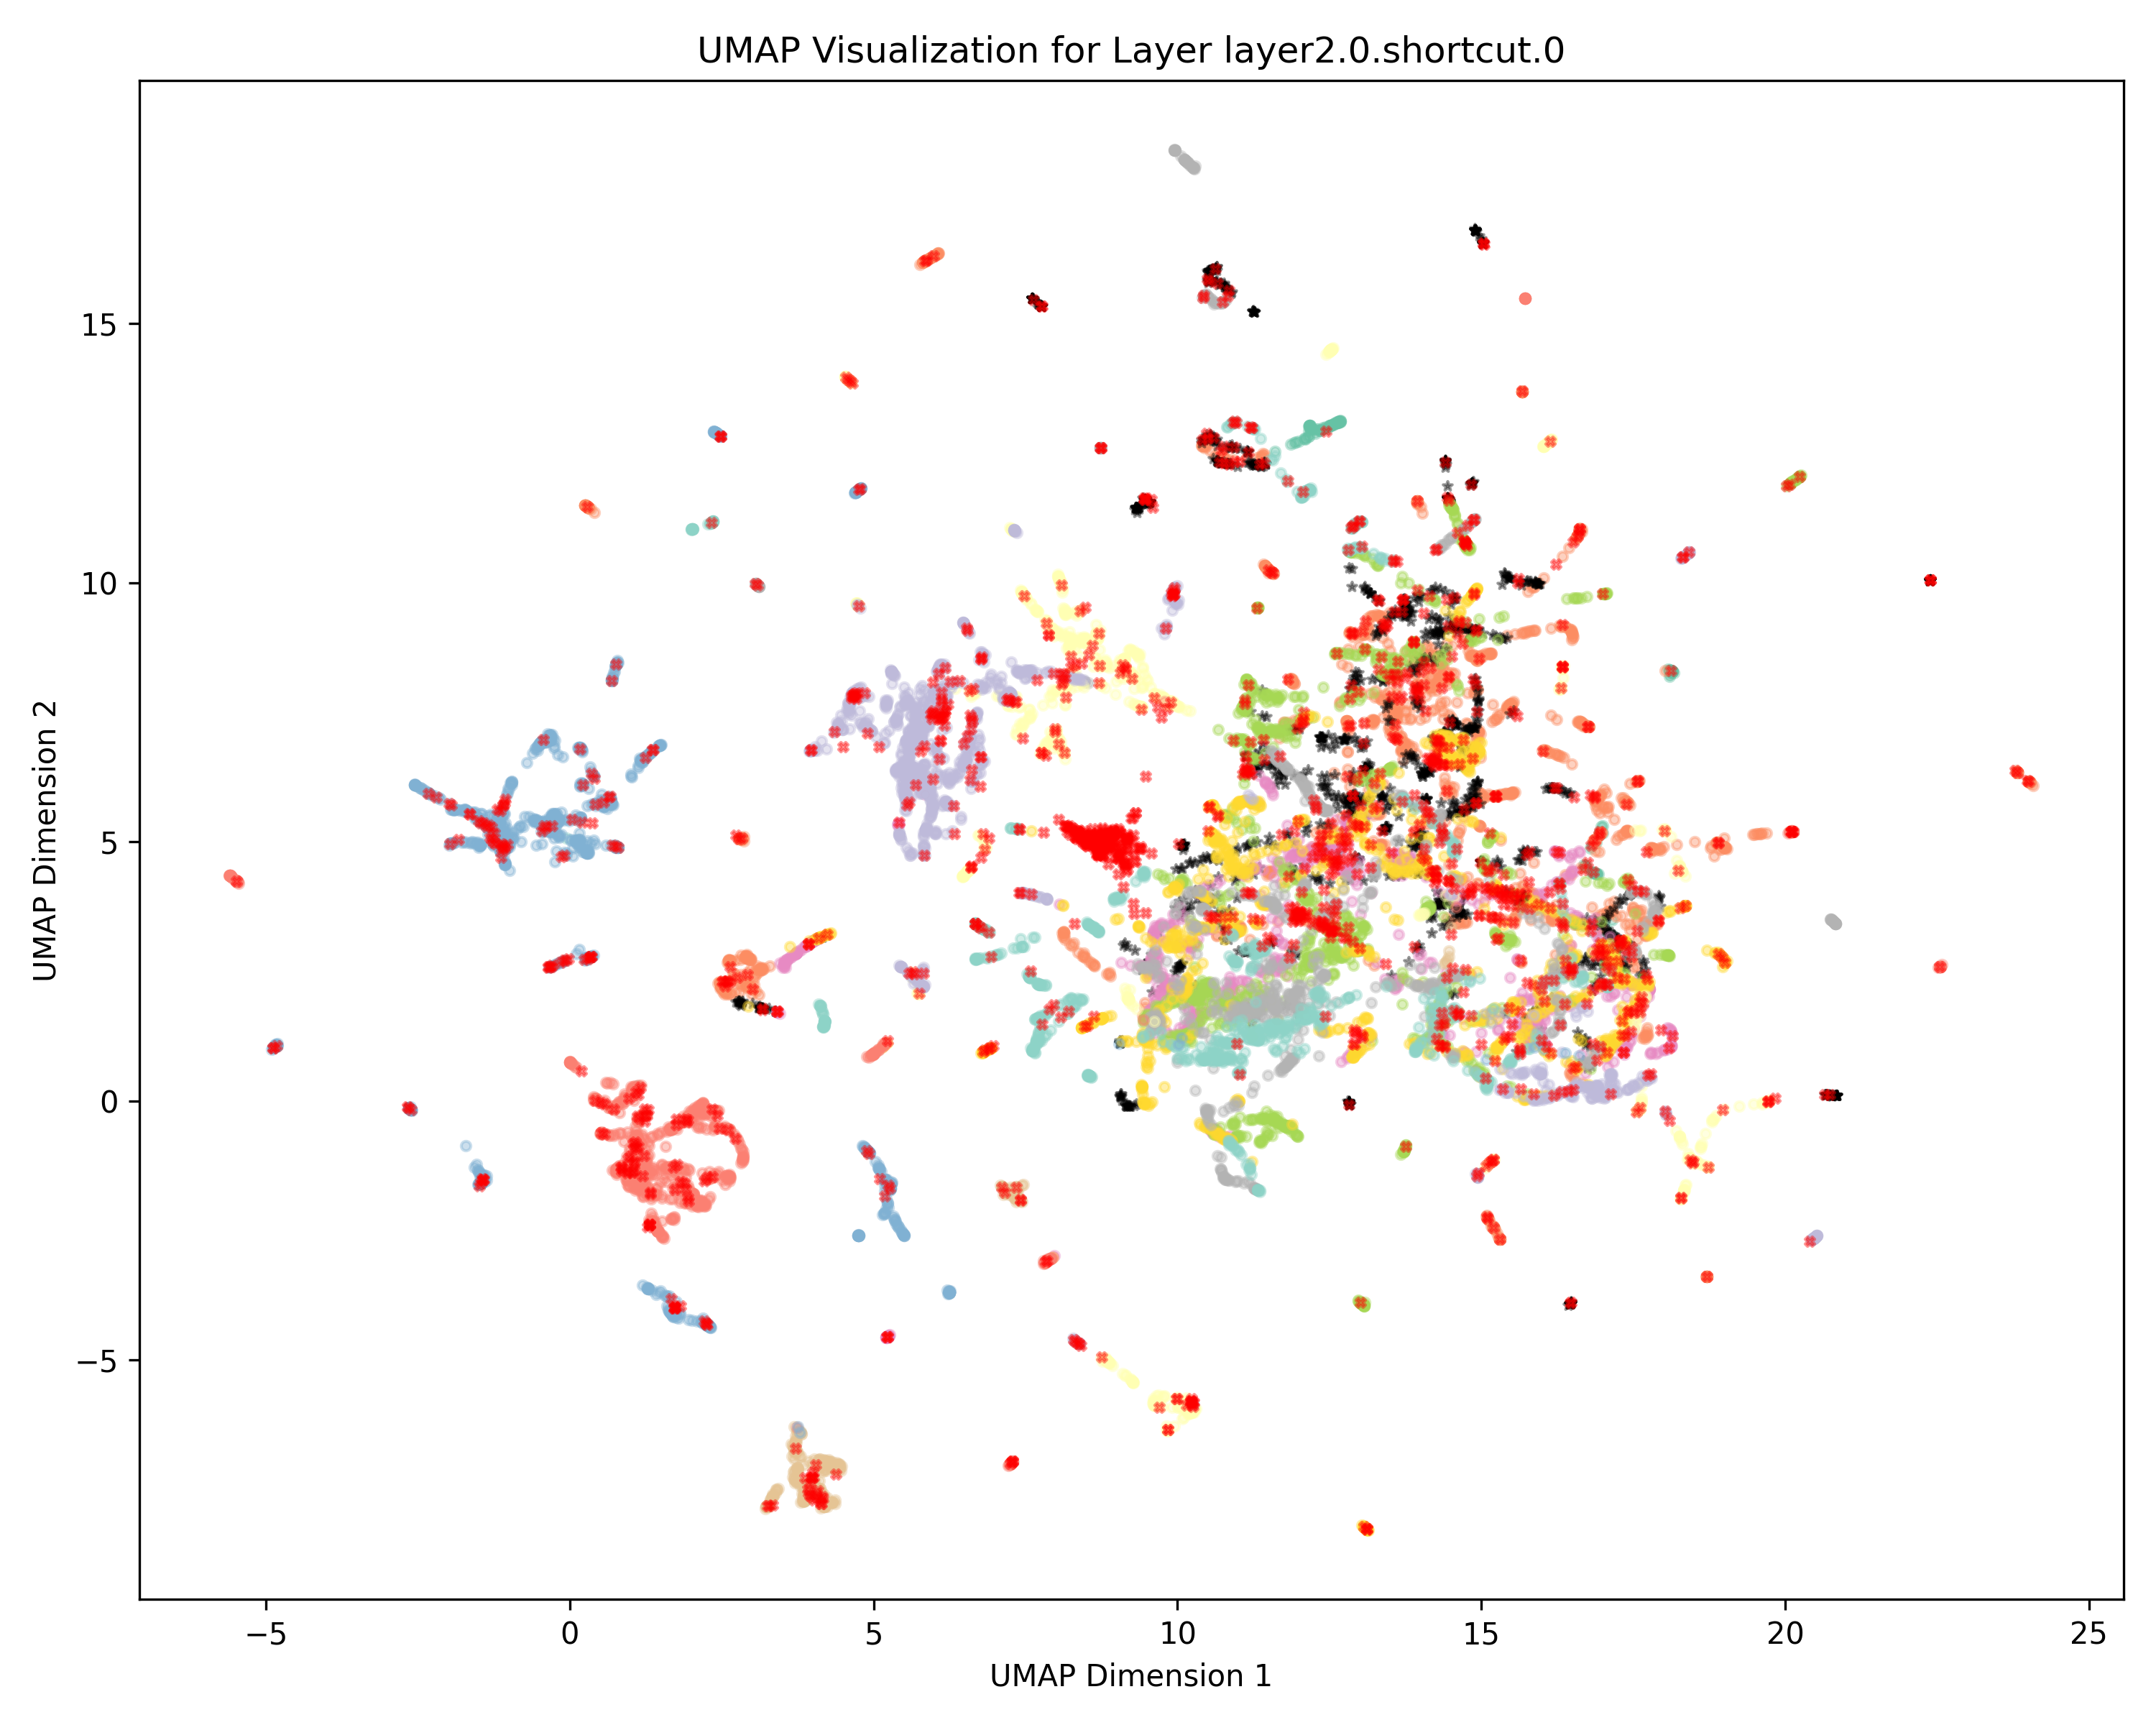 UMAP Visualization for Layer layer2.0.shortcut.0
15
10
5
0
−5
UMAP Dimension 2
−5 0 5 10 15 20 25
UMAP Dimension 1